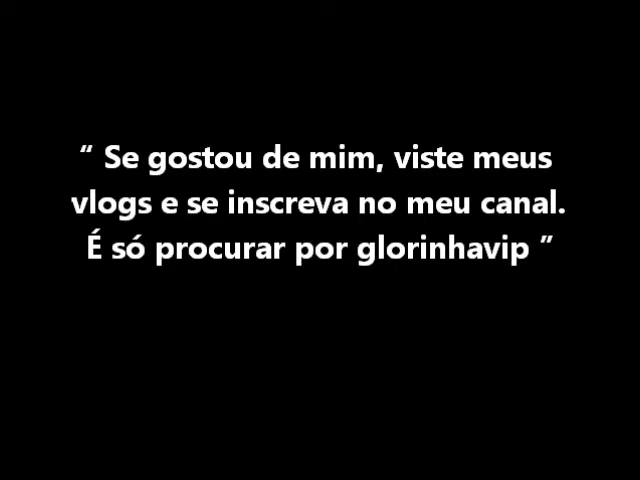 “ Se gostou de mim, viste meus
vlogs e se inscreva no meu canal.
É só procurar por glorinhavip ”